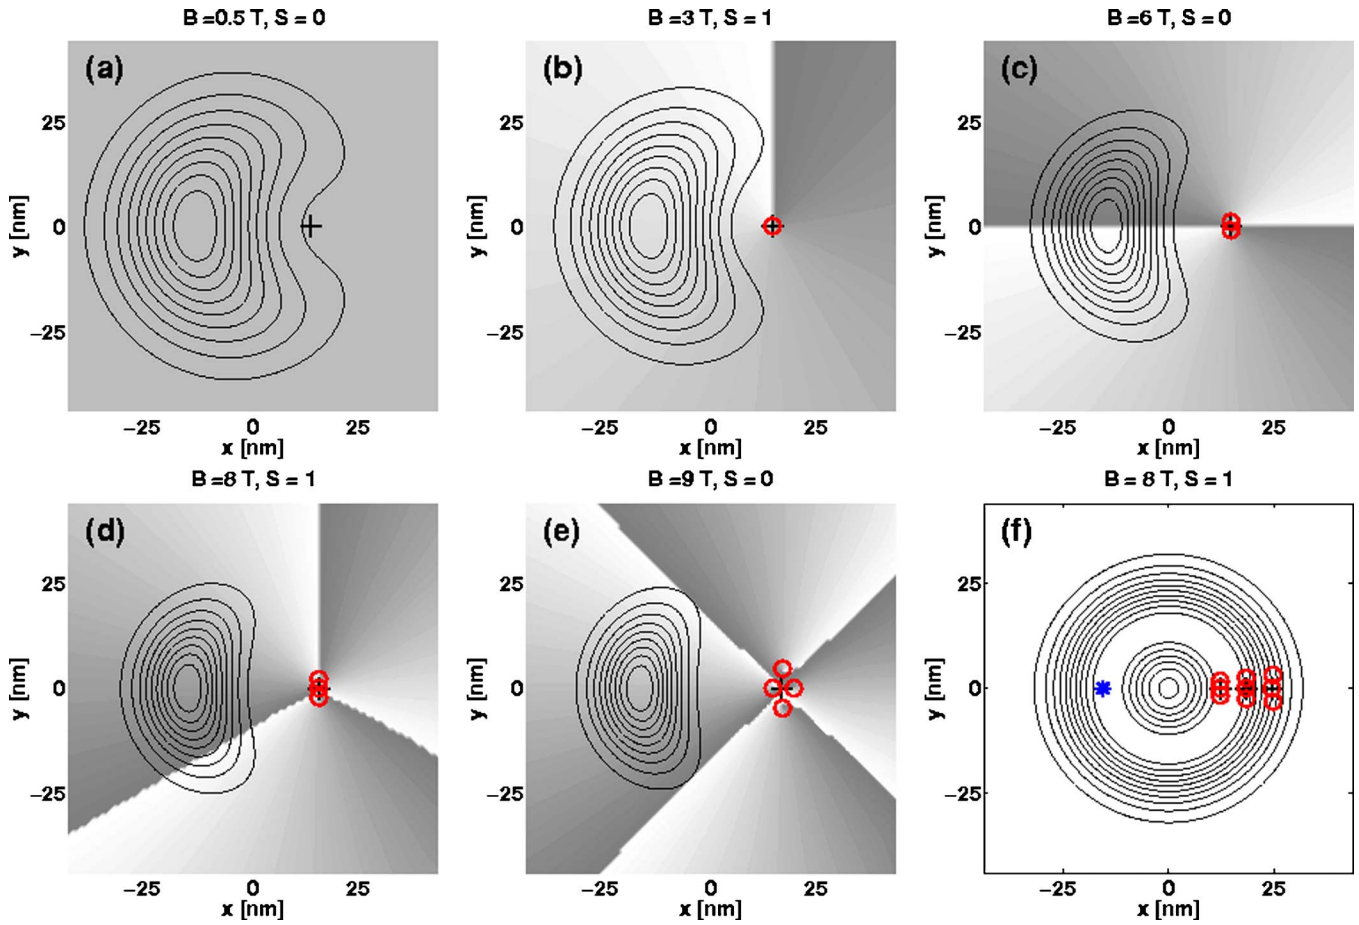 B =0.5 T, S = 0
B =3 T, S = 1
B =6 T, S = 0
(a)
(b)
(c)
25
0
−25
y [nm]
25
0
−25
y [nm]
25
0
−25
y [nm]
−25 0 25
x [nm]
−25 0 25
x [nm]
−25 0 25
x [nm]
B =8 T, S = 1
B =9 T, S = 0
B = 8 T, S = 1
(d)
(e)
(f)
25
0
−25
y [nm]
25
0
−25
y [nm]
25
0
−25
y [nm]
−25 0 25
x [nm]
−25 0 25
x [nm]
−25 0 25
x [nm]